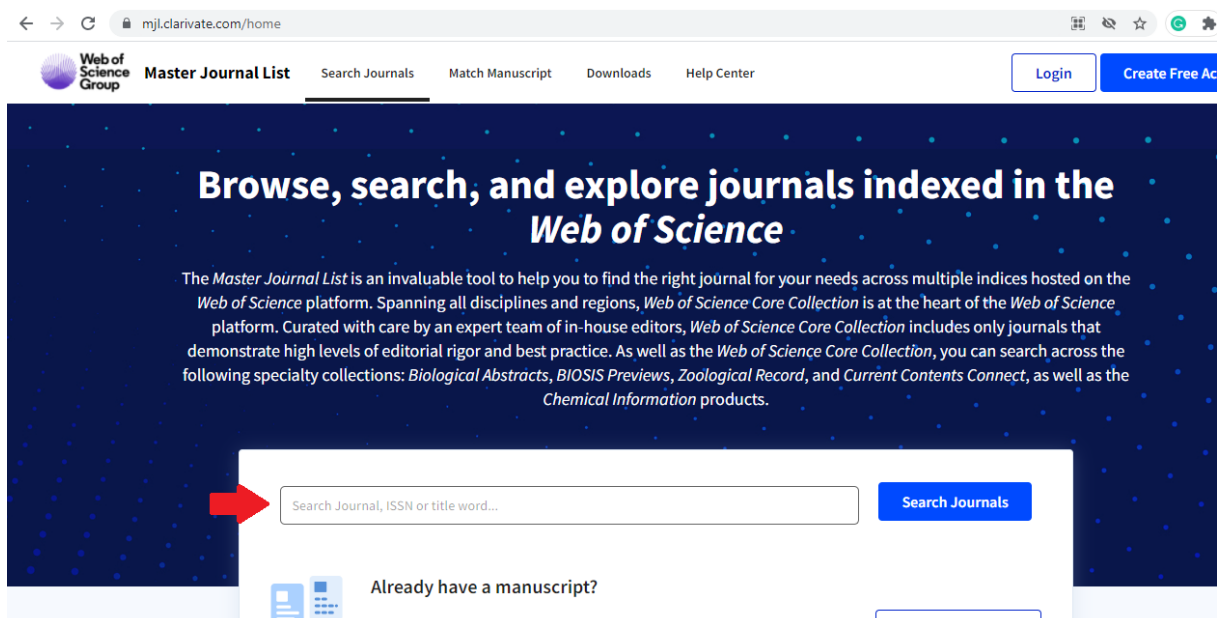 mjl.clarivate.com/home
Web of
Science
Group
Master Journal List
Search Journals
Match Manuscript
Downloads
Help Center
Login
Create Free Ac
Browse, search, and explore journals indexed in the
Web of Science
The Master Journal List is an invaluable tool to help you to find the right journal for your needs across multiple indices hosted on the
Web of Science platform. Spanning all disciplines and regions, Web of Science Core Collection is at the heart of the Web of Science
platform. Curated with care by an expert team of in-house editors, Web of Science Core Collection includes only journals that
demonstrate high levels of editorial rigor and best practice. As well as the Web of Science Core Collection, you can search across the
following specialty collections: Biological Abstracts, BIOSIS Previews, Zoological Record, and Current Contents Connect, as well as the
Chemical Information products.
Search Journal, ISSN or title word...
Search Journals
Already have a manuscript?